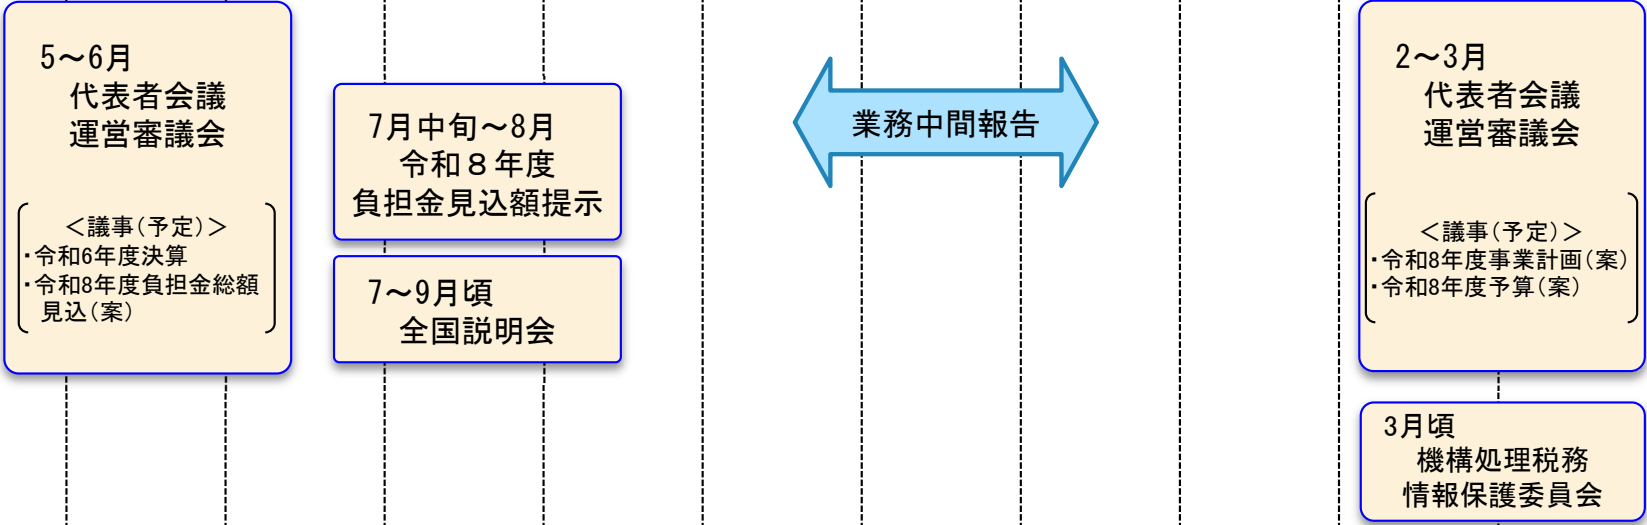 5～6月
代表者会議
運営審議会
＜議事(予定)＞
・令和6年度決算
・令和8年度負担金総額
見込(案)
7月中旬～8月
令和８年度
負担金見込額提示
7～9月頃
全国説明会
業務中間報告
2～3月
代表者会議
運営審議会
＜議事(予定)＞
・令和8年度事業計画(案)
・令和8年度予算(案)
3月頃
機構処理税務
情報保護委員会